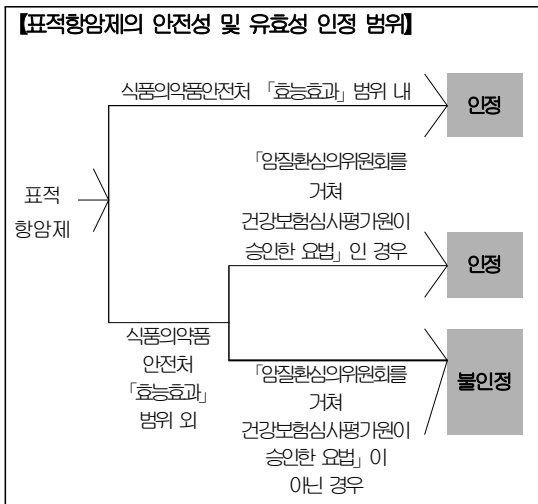 【표적항암제의 안전성 및 유효성 인정 범위】
식품의약품안전처 「효능효과」 범위 내
인정
표적
항암제
「암질환심의위원회를
거쳐
건강보험심사평가원이
승인한 요법」 인 경우
인정
식품의약품
안전처
「효능효과」
범위 외
「암질환심의위원회를
거쳐
건강보험심사평가원이
승인한 요법」 이
아닌 경우
불인정